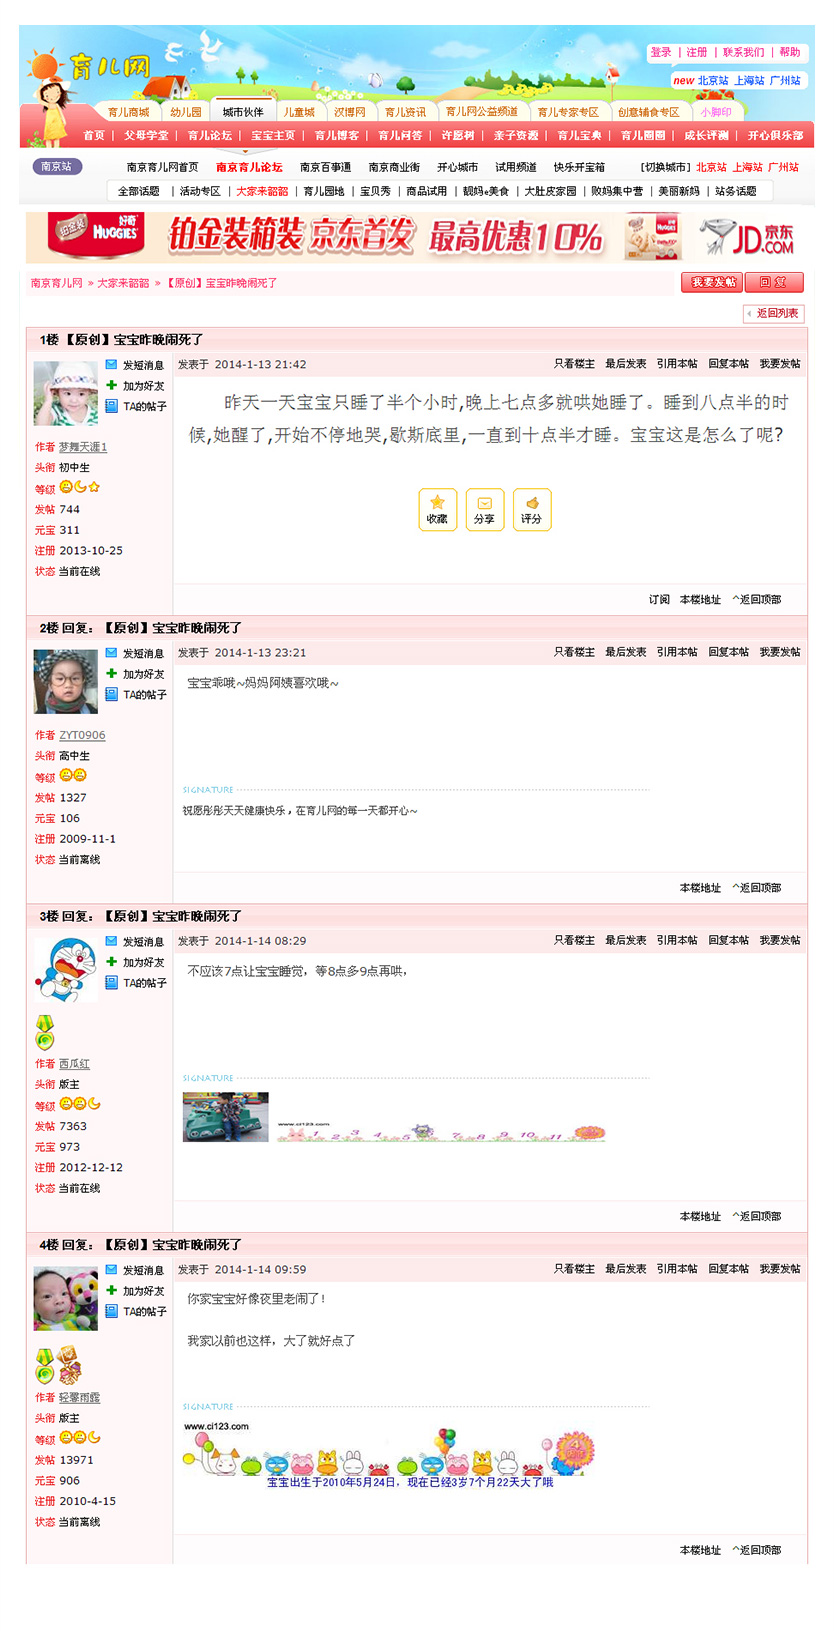 育儿网
登录 | 注册 | 联系我们 | 帮助
new 北京站 上海站 广州站
育儿商城 幼儿园 城市伙伴 儿童城 汉博网 育儿资讯 育儿网公益频道 育儿专家专区 创意辅食专区 小脚印
首页 | 父母学堂 | 育儿论坛 | 宝宝主页 | 育儿博客 | 育儿问答 | 许愿树 | 亲子资源 | 育儿宝典 | 育儿圈圈 | 成长评测 | 开心俱乐部
南京站 南京育儿网首页 南京育儿论坛 南京百事通 南京商业街 开心城市 试用频道 快乐开宝箱 [切换城市] 北京站 上海站 广州站
全部话题 | 活动专区 | 大家来韶韶 | 育儿园地 | 宝贝秀 | 商品试用 | 靓妈e美食 | 大肚皮家园 | 败妈集中营 | 美丽新妈 | 站务话题
铂金装 好奇 HUGGIES 铂金装箱装 京东首发 最高优惠10% HUGGIES 京东 JD.COM
南京育儿网 » 大家来韶韶 » 【原创】宝宝昨晚闹死了 我要发帖 回 复
返回列表
1楼 【原创】宝宝昨晚闹死了
发短消息 发表于 2014-1-13 21:42 只看楼主 最后发表 引用本帖 回复本帖 我要发帖
加为好友
TA的帖子
昨天一天宝宝只睡了半个小时,晚上七点多就哄她睡了。睡到八点半的时
候,她醒了,开始不停地哭,歇斯底里,一直到十点半才睡。宝宝这是怎么了呢?
作者 梦舞天涯1
头衔 初中生
等级
发帖 744
元宝 311
注册 2013-10-25
状态 当前在线
收藏 分享 评分
订阅 本楼地址 ^返回顶部
2楼 回复：【原创】宝宝昨晚闹死了
发短消息 发表于 2014-1-13 23:21 只看楼主 最后发表 引用本帖 回复本帖 我要发帖
加为好友
TA的帖子
宝宝乖哦~妈妈阿姨喜欢哦~
作者 ZYT0906
头衔 高中生
等级
发帖 1327
元宝 106
注册 2009-11-1
状态 当前离线
SIGNATURE
祝愿彤彤天天健康快乐，在育儿网的每一天都开心~
本楼地址 ^返回顶部
3楼 回复：【原创】宝宝昨晚闹死了
发短消息 发表于 2014-1-14 08:29 只看楼主 最后发表 引用本帖 回复本帖 我要发帖
加为好友
TA的帖子
不应该7点让宝宝睡觉，等8点多9点再哄，
作者 西瓜红
头衔 版主
等级
发帖 7363
元宝 973
注册 2012-12-12
状态 当前在线
SIGNATURE
www.ci123.com
1 2 3 4 5 7 8 9 10 11
本楼地址 ^返回顶部
4楼 回复：【原创】宝宝昨晚闹死了
发短消息 发表于 2014-1-14 09:59 只看楼主 最后发表 引用本帖 回复本帖 我要发帖
加为好友
TA的帖子
你家宝宝好像夜里老闹了！
我家以前也这样，大了就好点了
作者 轻馨雨露
头衔 版主
等级
发帖 13971
元宝 906
注册 2010-4-15
状态 当前离线
SIGNATURE
www.ci123.com
4
宝宝出生于2010年5月24日，现在已经3岁7个月22天大了哦
本楼地址 ^返回顶部